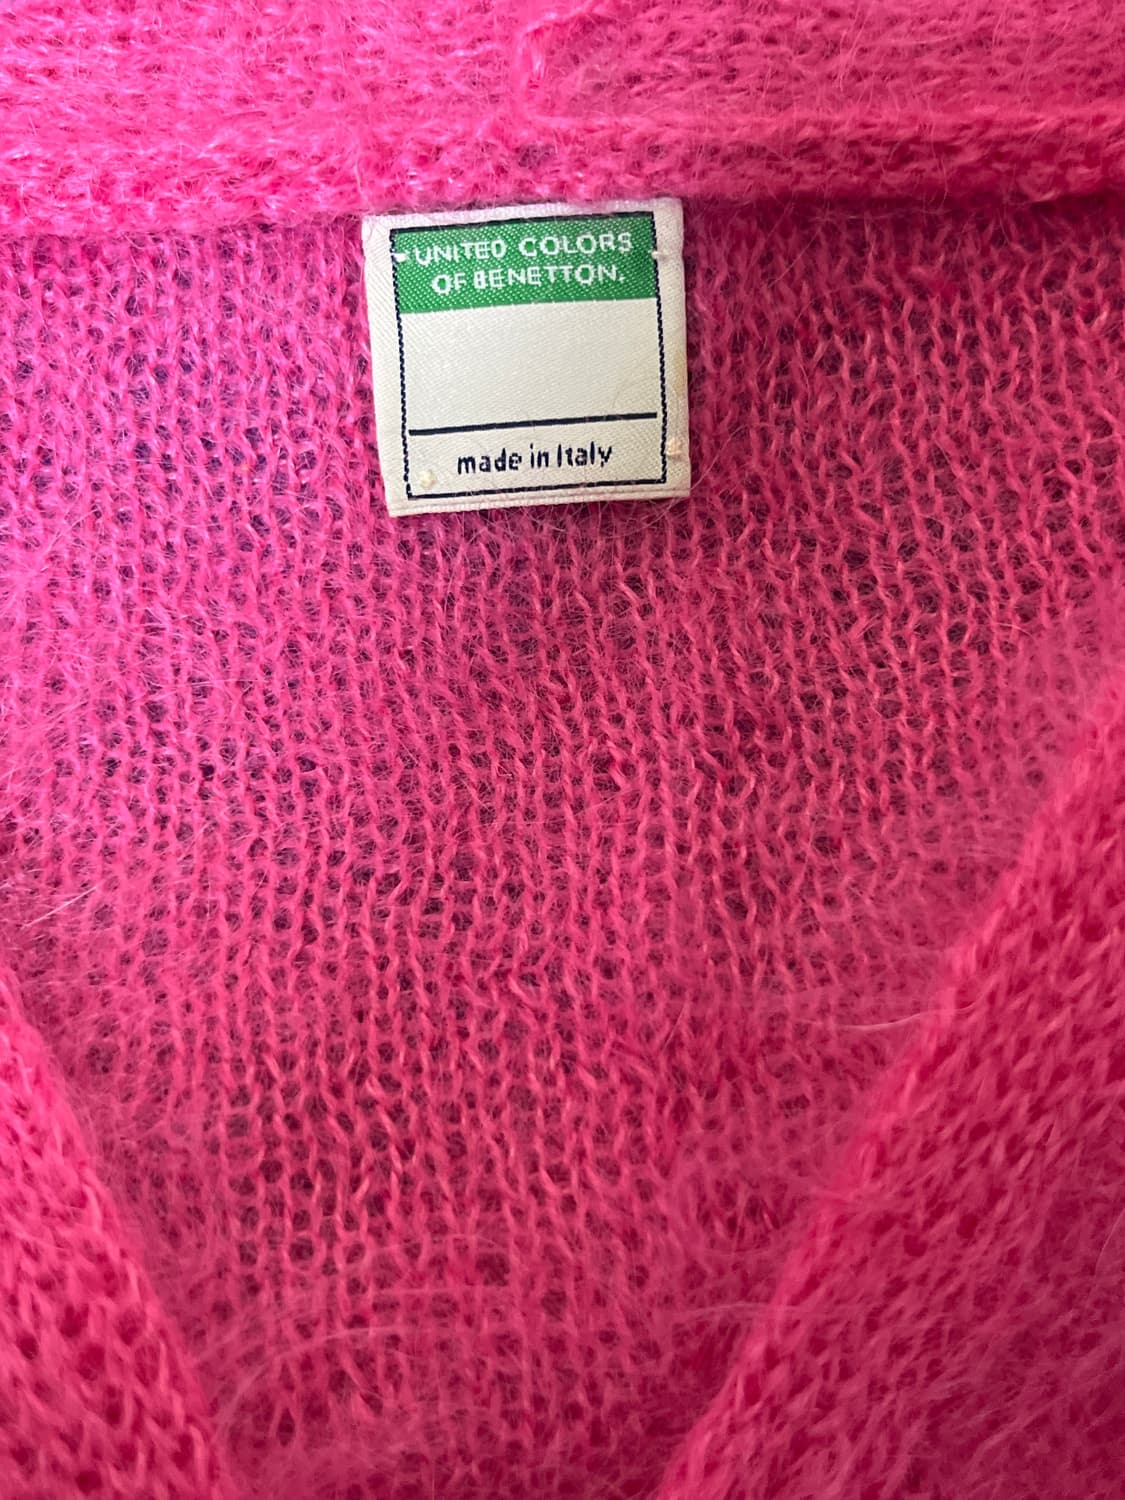 UNITED COLORS
OF BENETTON.
made in Italy